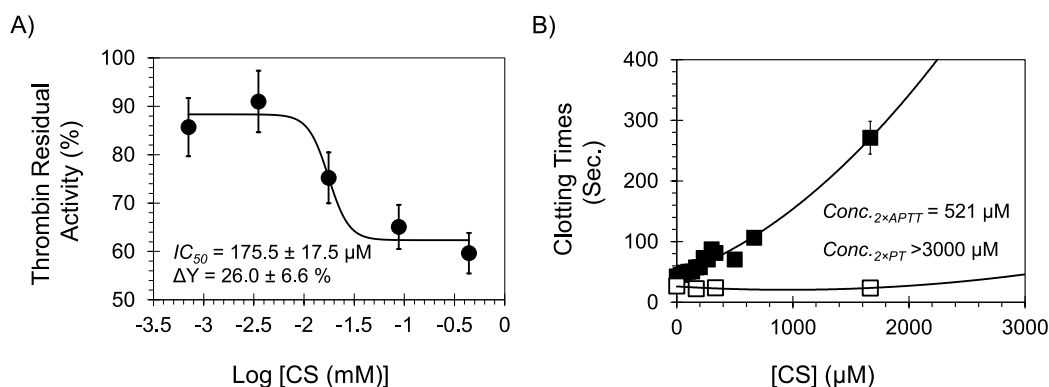 A)
100
90
80
70
60
50
Thrombin Residual
Activity (%)
IC50 = 175.5 ± 17.5 µM
ΔY = 26.0 ± 6.6 %
-3.5 -3 -2.5 -2 -1.5 -1 -0.5 0
Log [CS (mM)]
B)
400
300
200
100
0
Clotting Times
(Sec.)
Conc.2×APTT = 521 µM
Conc.2×PT >3000 µM
0 1000 2000 3000
[CS] (µM)